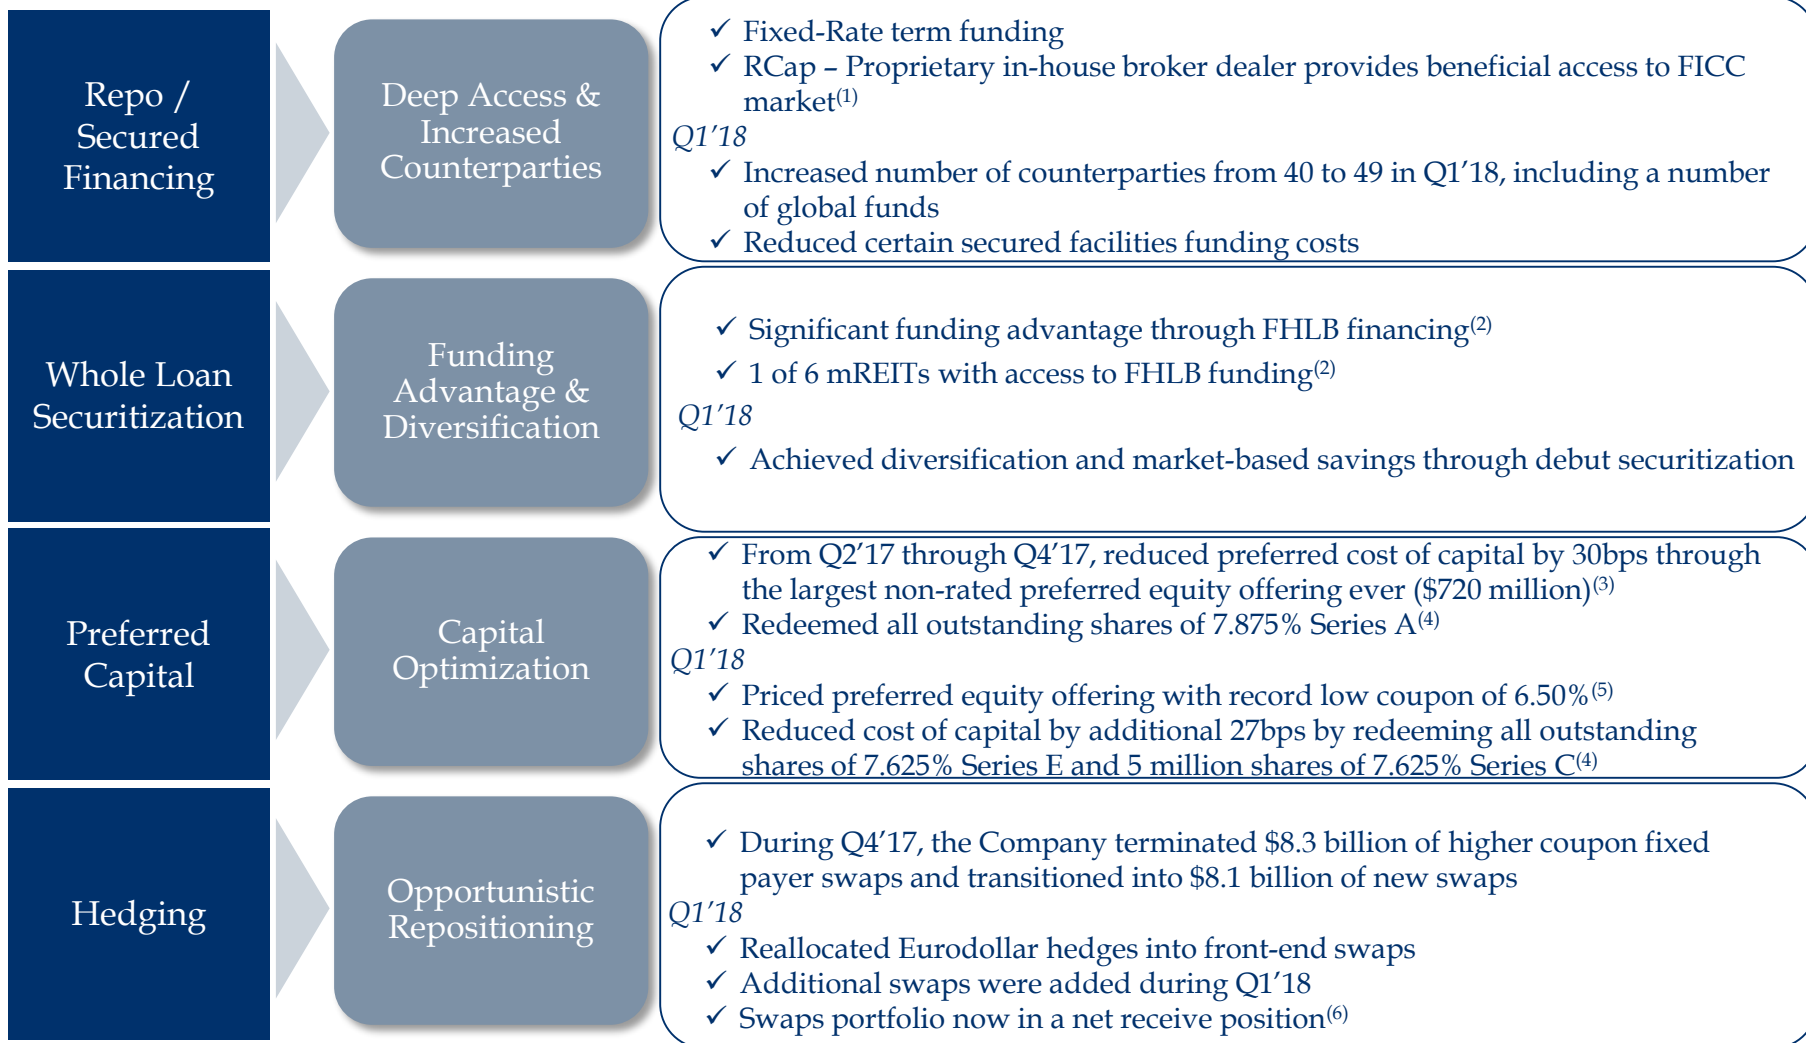 Repo /
Secured
Financing
Deep Access &
Increased
Counterparties
✓ Fixed-Rate term funding
✓ RCap – Proprietary in-house broker dealer provides beneficial access to FICC
market(1)
Q1’18
✓ Increased number of counterparties from 40 to 49 in Q1’18, including a number
of global funds
✓ Reduced certain secured facilities funding costs
Whole Loan
Securitization
Funding
Advantage &
Diversification
✓ Significant funding advantage through FHLB financing(2)
✓ 1 of 6 mREITs with access to FHLB funding(2)
Q1’18
✓ Achieved diversification and market-based savings through debut securitization
Preferred
Capital
Capital
Optimization
✓ From Q2’17 through Q4’17, reduced preferred cost of capital by 30bps through
the largest non-rated preferred equity offering ever ($720 million)(3)
✓ Redeemed all outstanding shares of 7.875% Series A(4)
Q1’18
✓ Priced preferred equity offering with record low coupon of 6.50%(5)
✓ Reduced cost of capital by additional 27bps by redeeming all outstanding
shares of 7.625% Series E and 5 million shares of 7.625% Series C(4)
Hedging
Opportunistic
Repositioning
✓ During Q4’17, the Company terminated $8.3 billion of higher coupon fixed
payer swaps and transitioned into $8.1 billion of new swaps
Q1’18
✓ Reallocated Eurodollar hedges into front-end swaps
✓ Additional swaps were added during Q1’18
✓ Swaps portfolio now in a net receive position(6)